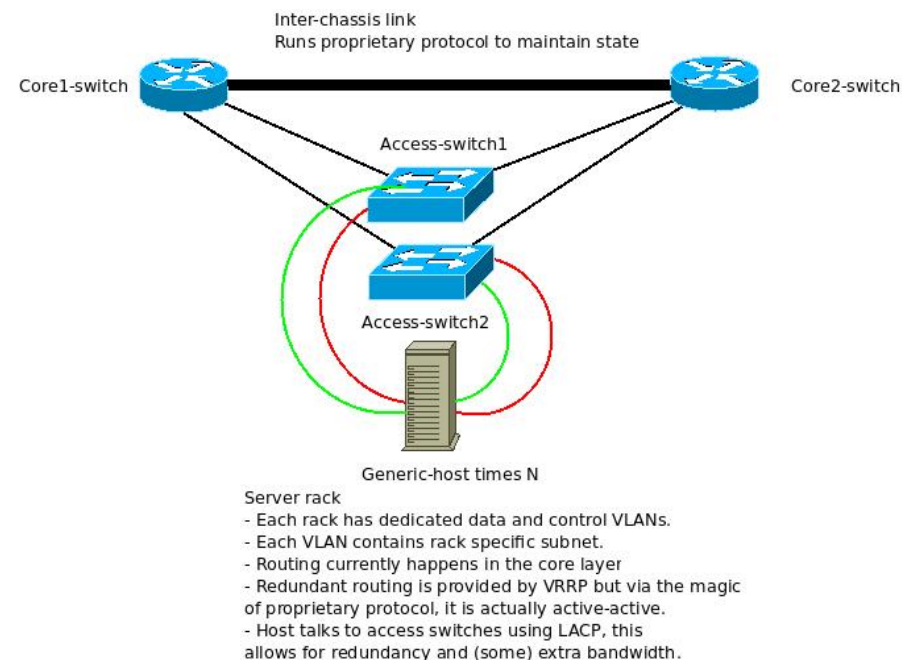 Inter-chassis link
Runs proprietary protocol to maintain state
Core1-switch
Core2-switch
Access-switch1
Access-switch2
Generic-host times N
Server rack
- Each rack has dedicated data and control VLANs.
- Each VLAN contains rack specific subnet.
- Routing currently happens in the core layer
- Redundant routing is provided by VRRP but via the magic
of proprietary protocol, it is actually active-active.
- Host talks to access switches using LACP, this
allows for redundancy and (some) extra bandwidth.